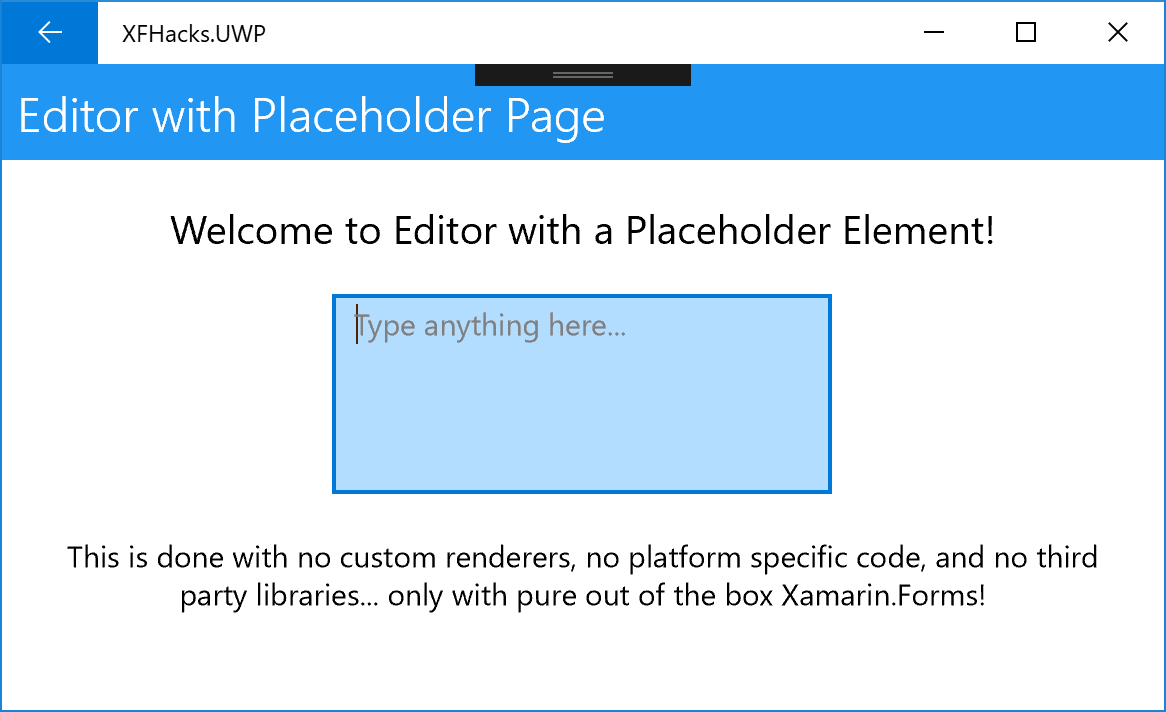 XFHacks.UWP
Editor with Placeholder Page
Welcome to Editor with a Placeholder Element!
Type anything here...
This is done with no custom renderers, no platform specific code, and no third
party libraries... only with pure out of the box Xamarin.Forms!